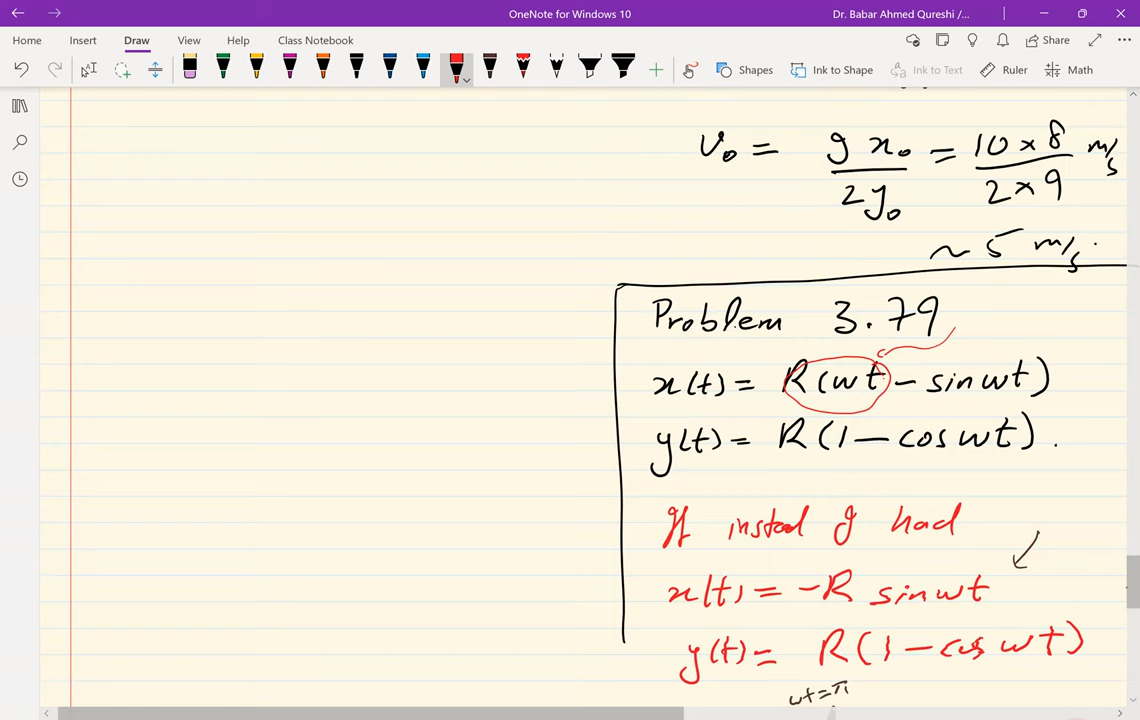 OneNote for Windows 10
Dr. Babar Ahmed Qureshi /...
Home Insert Draw View Help Class Notebook
Share
Shapes Ink to Shape Ink to Text Ruler Math
v₀ = g x₀ / 2y₀ = 10 × 8 / 2 × 9 m/s
~ 5 m/s.
Problem 3.79
x(t) = R(wt - sin wt)
y(t) = R(1 - cos wt).
If insted I had
x(t) = -R sin wt
y(t) = R(1 - cos wt)
wt = π